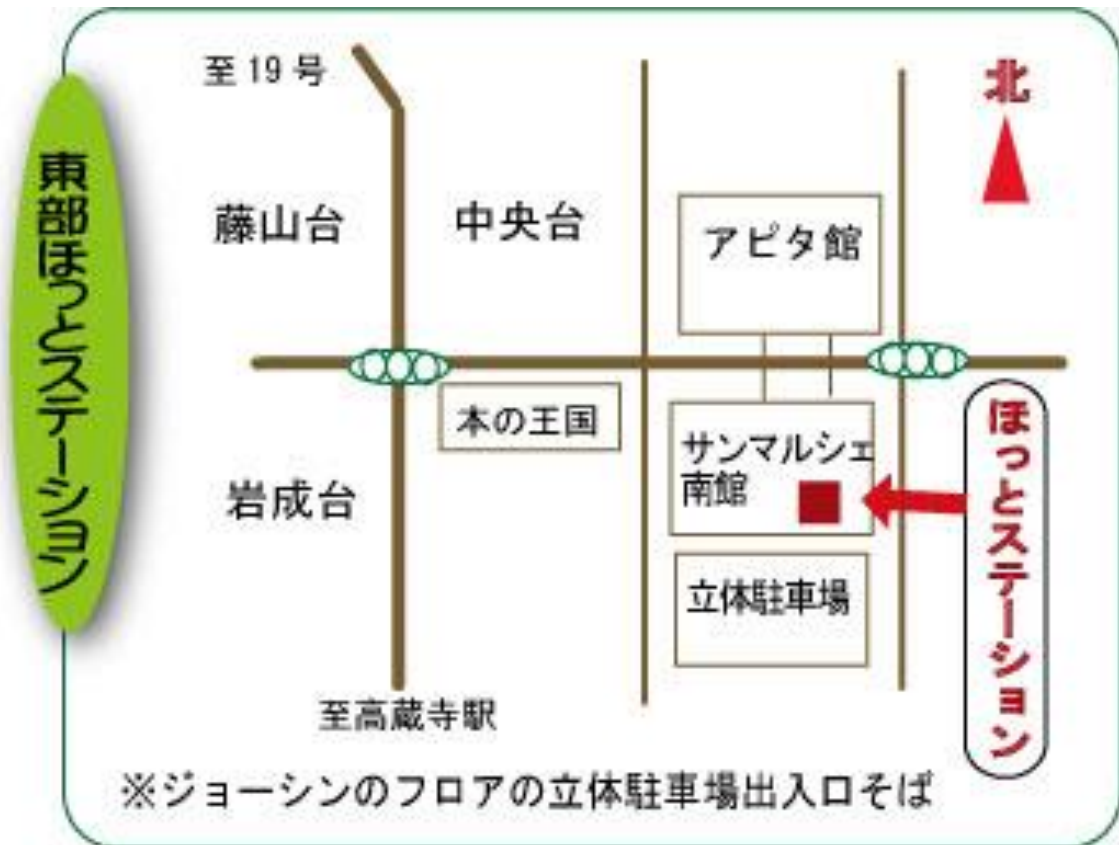 東部ほっとステーション
至19号
北
藤山台
中央台
アピタ館
本の王国
サンマルシェ
南館
岩成台
ほっとステーション
立体駐車場
至高蔵寺駅
※ジョーシンのフロアの立体駐車場出入口そば